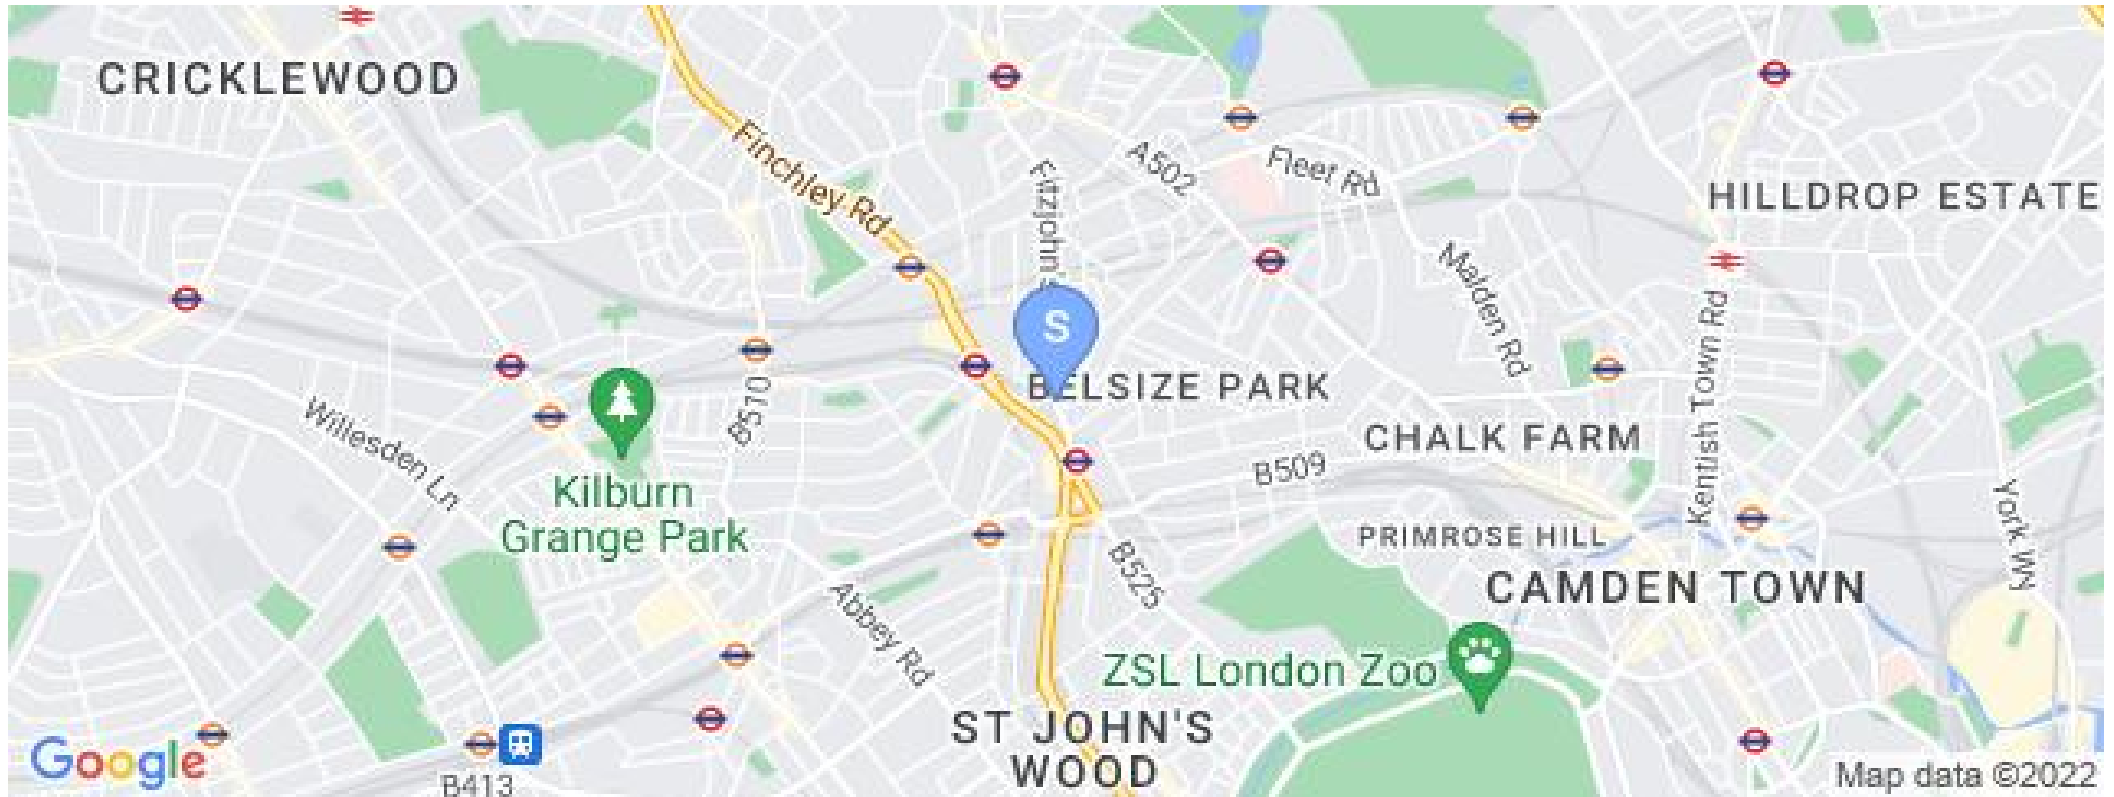 CRICKLEWOOD
Finchley Rd
Fitzjohn's
A502
Fleet Rd
HILLDROP ESTATE
Malden Rd
Kentish Town Rd
S
BELSIZE PARK
B510
Willesden Ln
CHALK FARM
B509
Kilburn
Grange Park
York Wy
PRIMROSE HILL
CAMDEN TOWN
B525
Abbey Rd
ZSL London Zoo
ST JOHN'S
WOOD
Google
B413
Map data ©2022